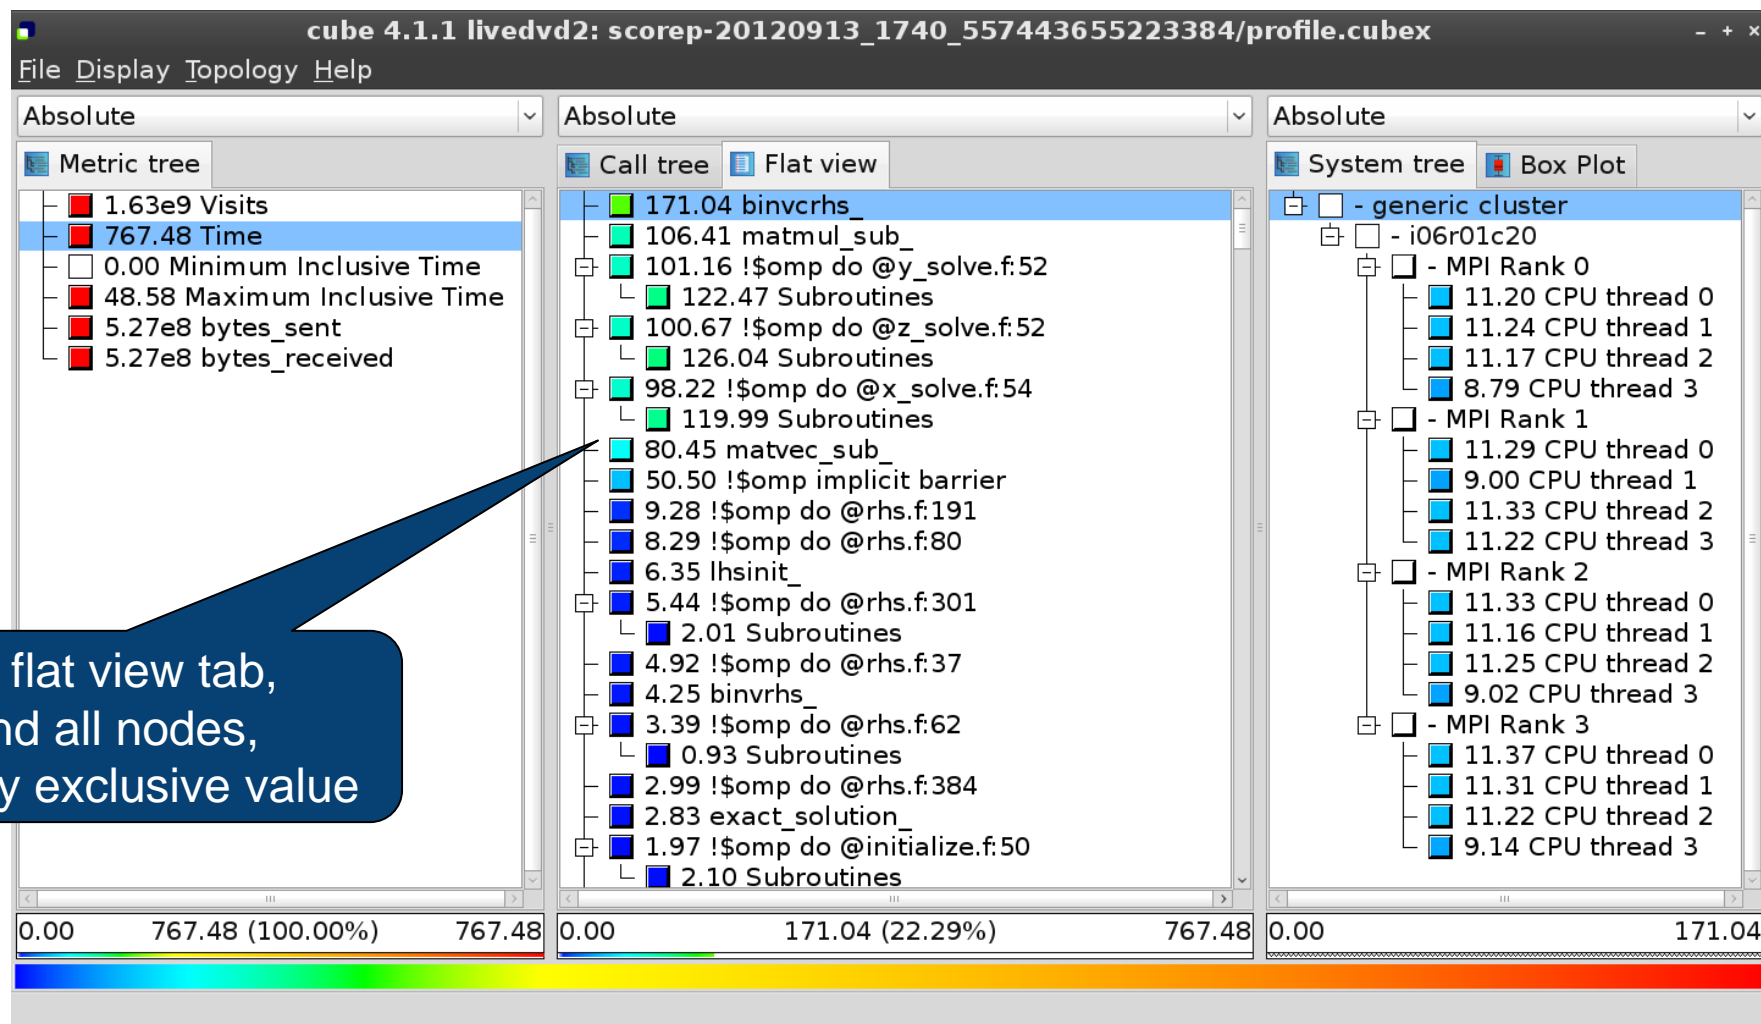 cube 4.1.1 livedvd2: scorep-20120913_1740_557443655223384/profile.cubex
File Display Topology Help
Absolute
Metric tree
1.63e9 Visits
767.48 Time
0.00 Minimum Inclusive Time
48.58 Maximum Inclusive Time
5.27e8 bytes_sent
5.27e8 bytes_received
flat view tab,
all nodes,
exclusive value
0.00 767.48 (100.00%) 767.48
Absolute
Call tree Flat view
171.04 binvcrhs_
106.41 matmul_sub_
101.16 !$omp do @y_solve.f:52
122.47 Subroutines
100.67 !$omp do @z_solve.f:52
126.04 Subroutines
98.22 !$omp do @x_solve.f:54
119.99 Subroutines
80.45 matvec_sub_
50.50 !$omp implicit barrier
9.28 !$omp do @rhs.f:191
8.29 !$omp do @rhs.f:80
6.35 lhsinit_
5.44 !$omp do @rhs.f:301
2.01 Subroutines
4.92 !$omp do @rhs.f:37
4.25 binvrhs_
3.39 !$omp do @rhs.f:62
0.93 Subroutines
2.99 !$omp do @rhs.f:384
2.83 exact_solution_
1.97 !$omp do @initialize.f:50
2.10 Subroutines
0.00 171.04 (22.29%) 767.48
Absolute
System tree Box Plot
- generic cluster
- i06r01c20
- MPI Rank 0
11.20 CPU thread 0
11.24 CPU thread 1
11.17 CPU thread 2
8.79 CPU thread 3
- MPI Rank 1
11.29 CPU thread 0
9.00 CPU thread 1
11.33 CPU thread 2
11.22 CPU thread 3
- MPI Rank 2
11.33 CPU thread 0
11.16 CPU thread 1
11.25 CPU thread 2
9.02 CPU thread 3
- MPI Rank 3
11.37 CPU thread 0
11.31 CPU thread 1
11.22 CPU thread 2
9.14 CPU thread 3
0.00 171.04